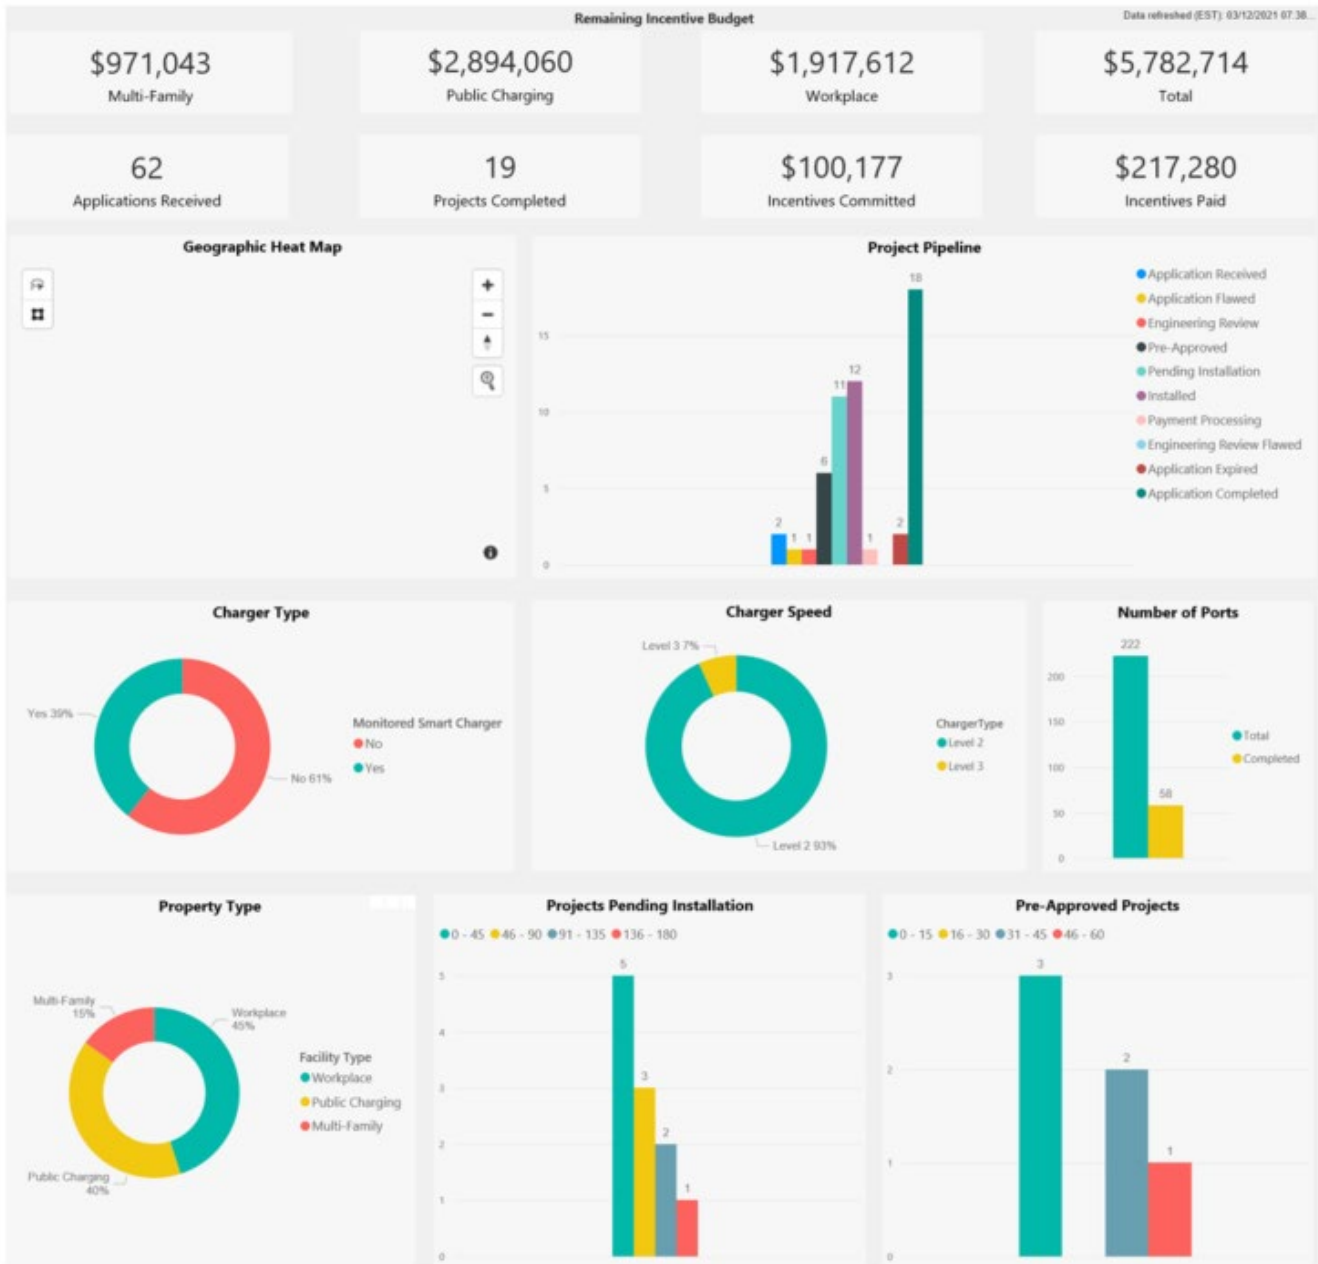 Remaining Incentive Budget
Data refreshed (EST): 03/12/2021 07.38...
$971,043
Multi-Family
$2,894,060
Public Charging
$1,917,612
Workplace
$5,782,714
Total
62
Applications Received
19
Projects Completed
$100,177
Incentives Committed
$217,280
Incentives Paid
Geographic Heat Map
Project Pipeline
15
10
5
0
2
1
1
6
11
12
1
2
18
Application Received
Application Flawed
Engineering Review
Pre-Approved
Pending Installation
Installed
Payment Processing
Engineering Review Flawed
Application Expired
Application Completed
Charger Type
Yes 39%
No 61%
Monitored Smart Charger
No
Yes
Charger Speed
Level 3 7%
Level 2 93%
ChargerType
Level 2
Level 3
Number of Ports
222
200
150
100
50
0
58
Total
Completed
Property Type
Multi-Family
15%
Workplace
45%
Public Charging
40%
Facility Type
Workplace
Public Charging
Multi-Family
Projects Pending Installation
0 - 45 46 - 90 91 - 135 136 - 180
5
4
3
2
1
0
5
3
2
1
Pre-Approved Projects
0 - 15 16 - 30 31 - 45 46 - 60
3
2
1
0
3
2
1